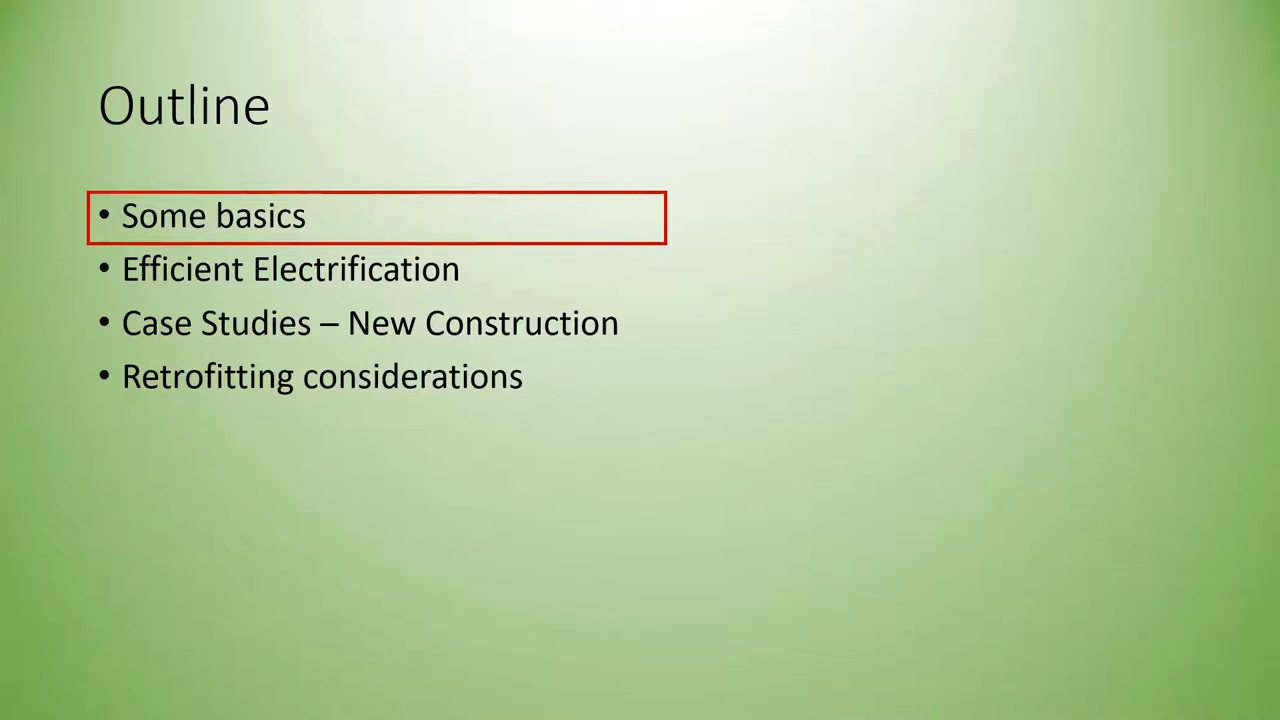 Outline
• Some basics
• Efficient Electrification
• Case Studies – New Construction
• Retrofitting considerations